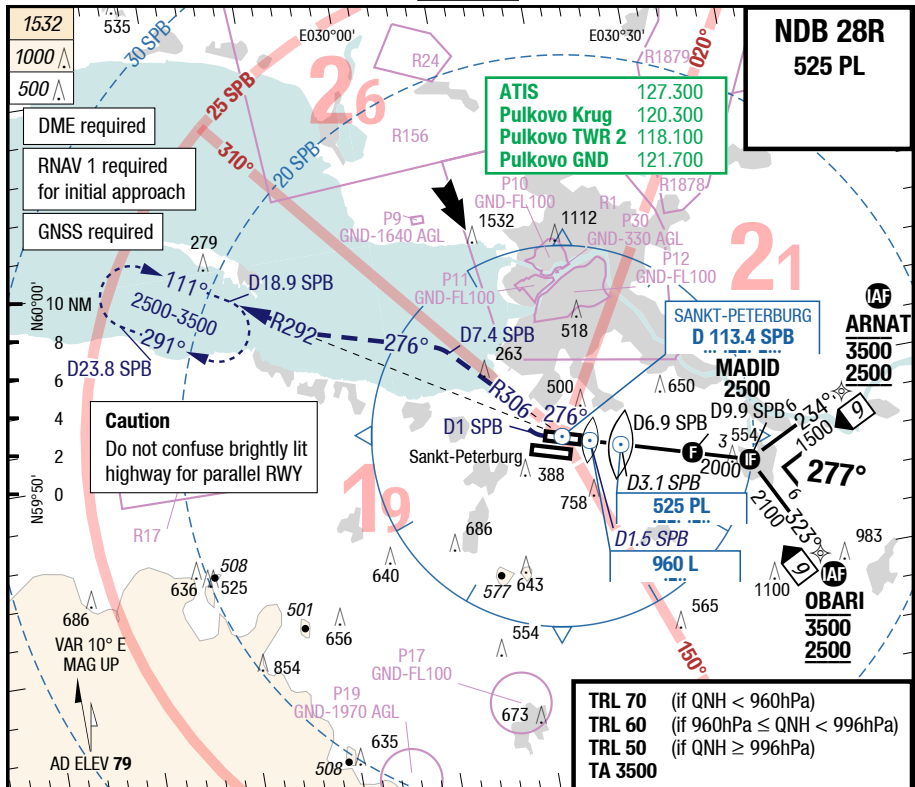 1532
1000
500
535
30 SPB
E030°00'
E030°30'
R24
R1879
020°
NDB 28R
525 PL
26
25 SPB
310°
20 SPB
R156
ATIS 127.300
Pulkovo Krug 120.300
Pulkovo TWR 2 118.100
Pulkovo GND 121.700
DME required
RNAV 1 required
for initial approach
GNSS required
P10
GND-FL100
R1
R1878
P9
GND-1640 AGL
1532
1112
P30
GND-330 AGL
P12
GND-FL100
P11
GND-FL100
21
279
N60°00'
10 NM
8
6
4
2
0
N59°50'
111°
D18.9 SPB
2500-3500
291°
D23.8 SPB
R292
276°
D7.4 SPB
263
518
SANKT-PETERBURG
D 113.4 SPB
IAF
ARNAT
3500
2500
MADID
2500
500
650
R306
276°
D1 SPB
D6.9 SPB
D9.9 SPB
6
234°
9
1500
554
3
F
IF
2000
277°
Caution
Do not confuse brightly lit
highway for parallel RWY
Sankt-Peterburg
388
758
D3.1 SPB
525 PL
D1.5 SPB
960 L
2100
6
323°
9
983
1100
IAF
OBARI
3500
2500
R17
19
686
640
577
643
508
525
636
501
656
686
554
565
854
150°
VAR 10° E
MAG UP
AD ELEV 79
P17
GND-FL100
P19
GND-1970 AGL
673
635
508
TRL 70 (if QNH < 960hPa)
TRL 60 (if 960hPa ≤ QNH < 996hPa)
TRL 50 (if QNH ≥ 996hPa)
TA 3500